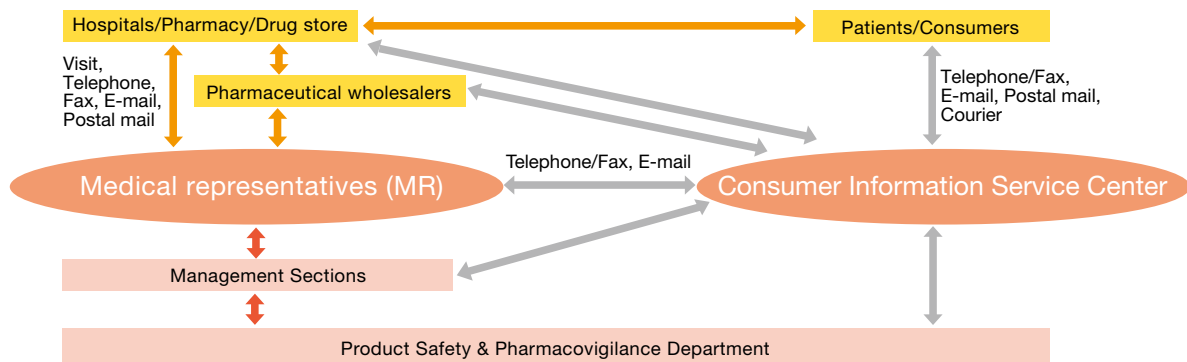 Hospitals/Pharmacy/Drug store
Patients/Consumers
Visit,
Telephone,
Fax, E-mail,
Postal mail
Pharmaceutical wholesalers
Telephone/Fax,
E-mail, Postal mail,
Courier
Telephone/Fax, E-mail
Medical representatives (MR)
Consumer Information Service Center
Management Sections
Product Safety & Pharmacovigilance Department